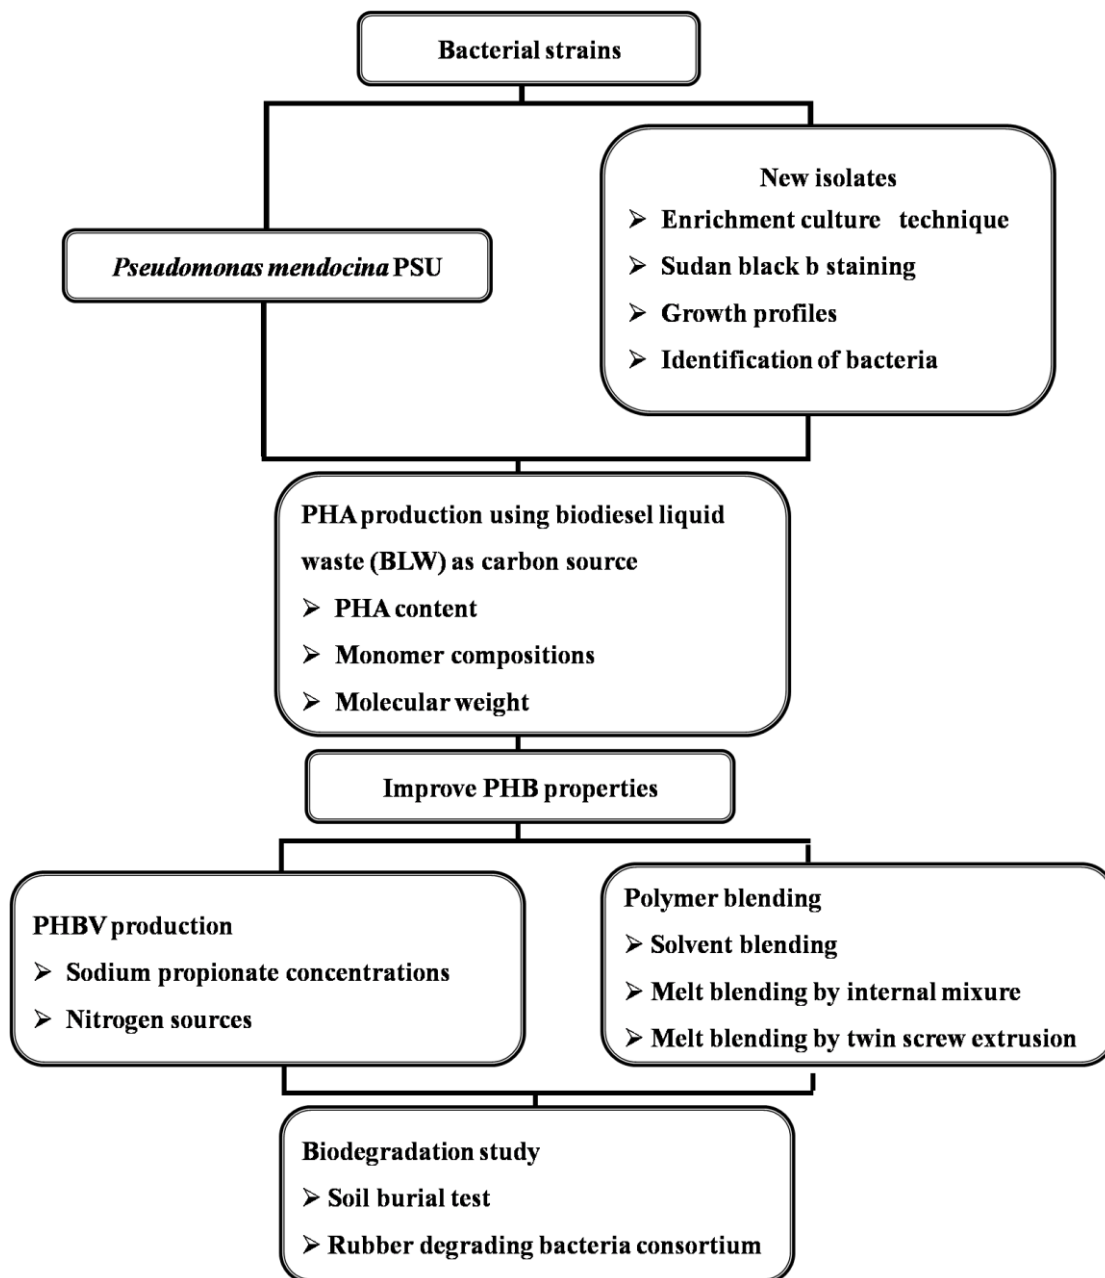 Bacterial strains
Pseudomonas mendocina PSU
New isolates
➢ Enrichment culture technique
➢ Sudan black b staining
➢ Growth profiles
➢ Identification of bacteria
PHA production using biodiesel liquid
waste (BLW) as carbon source
➢ PHA content
➢ Monomer compositions
➢ Molecular weight
Improve PHB properties
PHBV production
➢ Sodium propionate concentrations
➢ Nitrogen sources
Polymer blending
➢ Solvent blending
➢ Melt blending by internal mixure
➢ Melt blending by twin screw extrusion
Biodegradation study
➢ Soil burial test
➢ Rubber degrading bacteria consortium